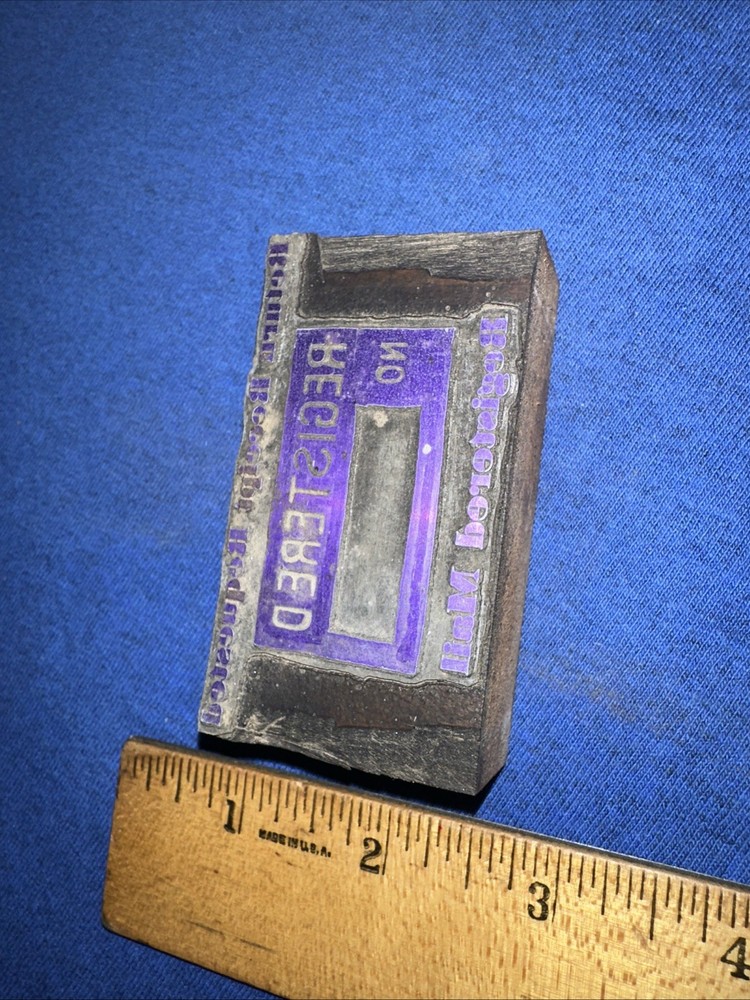 Registered Mail
NO
REGISTERED
Return Receipt Requested
1 2 3 4
MADE IN U.S.A.